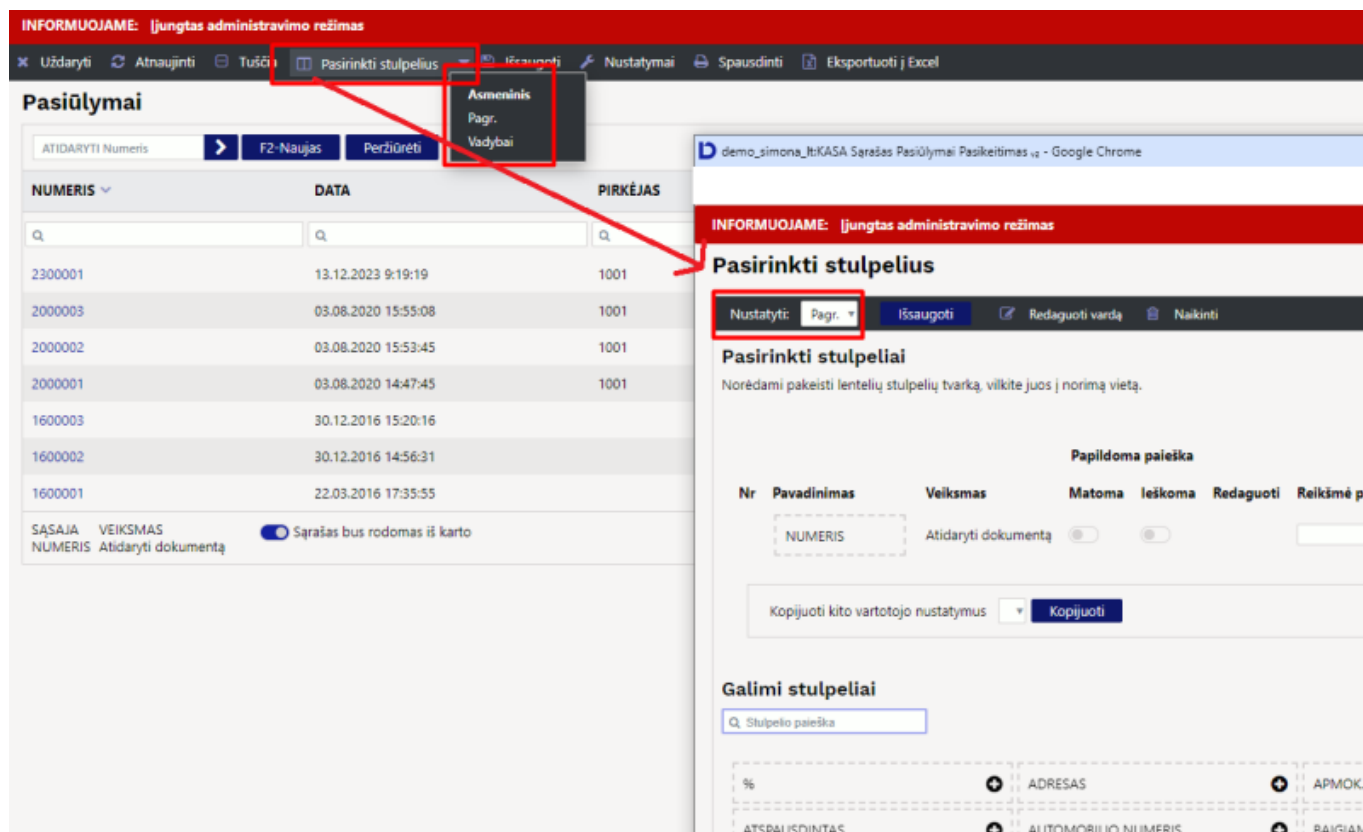 INFORMUOJAME: Įjungtas administravimo režimas
Uždaryti Atnaujinti Pasirinkti stulpelius Išsaugoti Nustatymai Spausdinti Eksportuoti į Excel
Asmeninis
Pagr.
Vadybai
Pasiūlymai
ATIDARYTI Numeris F2-Naujas Peržiūrėti
NUMERIS DATA PIRKĖJAS
2300001 13.12.2023 9:19:19 1001
2000003 03.08.2020 15:55:08 1001
2000002 03.08.2020 15:53:45 1001
2000001 03.08.2020 14:47:45 1001
1600003 30.12.2016 15:20:16
1600002 30.12.2016 14:56:31
1600001 22.03.2016 17:35:55
SĄSAJA VEIKSMAS
NUMERIS Atidaryti dokumentą
Sąrašas bus rodomas iš karto
demo_simona_lt:KASA Sąrašas Pasiūlymai Pasikeitimas v2 - Google Chrome
INFORMUOJAME: Įjungtas administravimo režimas
Pasirinkti stulpelius
Nustatyti: Pagr. Išsaugoti Redaguoti vardą Naikinti
Pasirinkti stulpeliai
Norėdami pakeisti lentelių stulpelių tvarką, vilkite juos į norimą vietą.
Papildoma paieška
Nr Pavadinimas Veiksmas Matoma Ieškoma Redaguoti Reikšmė p
NUMERIS Atidaryti dokumentą
Kopijuoti kito vartotojo nustatymus Kopijuoti
Galimi stulpeliai
Stulpelio paieška
% ADRESAS APMOK.
ATSPAUSDINTAS AUTOMOBILIO NUMERIS